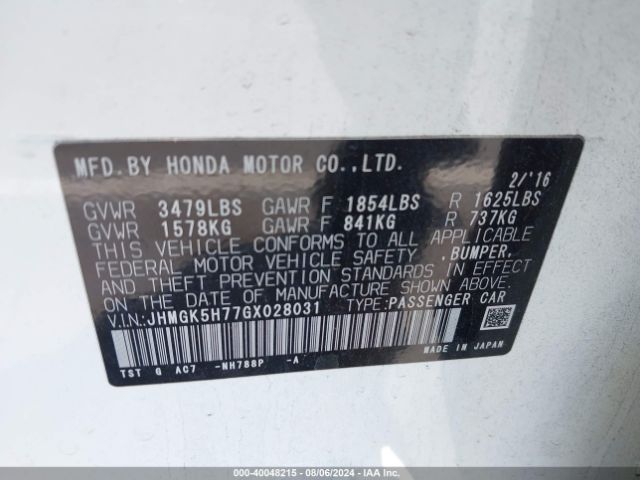 MFD.BY HONDA MOTOR CO.,LTD. 2/'16
GVWR 3479LBS GAWR F 1854LBS R 1625LBS
GVWR 1578KG GAWR F 841KG R 737KG
THIS VEHICLE CONFORMS TO ALL APPLICABLE
FEDERAL MOTOR VEHICLE SAFETY ,BUMPER,
AND THEFT PREVENTION STANDARDS IN EFFECT
ON THE DATE OF MANUFACTURE SHOWN ABOVE.
V.IN:JHMGK5H77GX028031 TYPE:PASSENGER CAR
TST G AC7 -NH788P -A MADE IN JAPAN
000-40048215 - 08/06/2024 - IAA Inc.